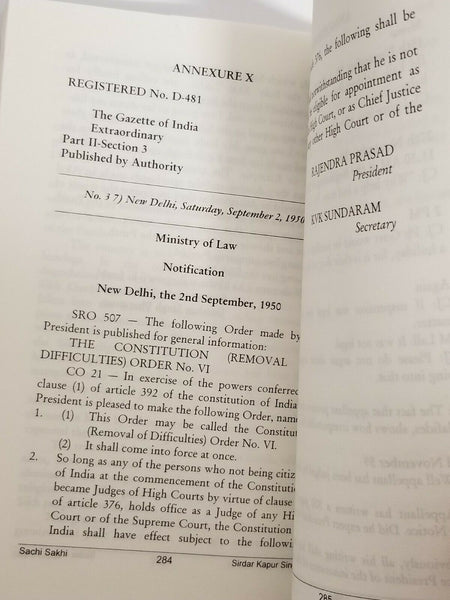 ANNEXURE X
REGISTERED No. D-481
The Gazette of India
Extraordinary
Part II-Section 3
Published by Authority
No. 3 7) New Delhi, Saturday, September 2, 1950
Ministry of Law
Notification
New Delhi, the 2nd September, 1950
SRO 507 — The following Order made by
President is published for general information:
THE CONSTITUTION (REMOVAL
DIFFICULTIES) ORDER No. VI
CO 21 — In exercise of the powers conferred
clause (1) of article 392 of the constitution of India
President is pleased to make the following Order, name
1. (1) This Order may be called the Constitut
(Removal of Difficulties) Order No. VI.
(2) It shall come into force at once.
2. So long as any of the persons who not being citiz
of India at the commencement of the Constitutio
became Judges of High Courts by virtue of clause
of article 376, holds office as a Judge of any Hi
Court or of the Supreme Court, the Constitution
India shall have effect subject to the followi
Sachi Sakhi 284 Sirdar Kapur Sin
376, the following shall be
withstanding that he is not
eligible for appointment as
High Court, or as Chief Justice
other High Court or of the
RAJENDRA PRASAD
President
KVK SUNDARAM
Secretary
285